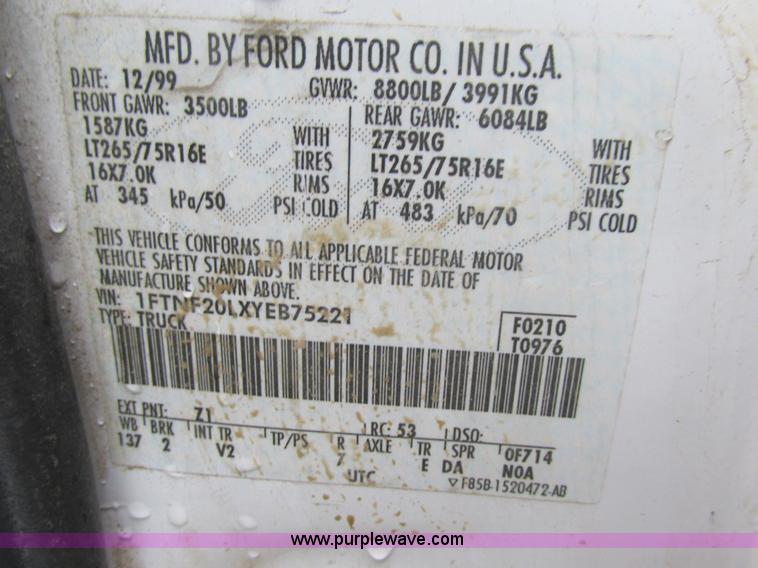 MFD. BY FORD MOTOR CO. IN U.S.A.
DATE: 12/99 GVWR: 8800LB/ 3991KG
FRONT GAWR: 3500LB REAR GAWR: 6084LB
1587KG WITH 2759KG WITH
LT265/75R16E TIRES LT265/75R16E TIRES
16X7.0K RIMS 16X7.0K RIMS
AT 345 kPa/50 PSI COLD AT 483 kPa/70 PSI COLD
THIS VEHICLE CONFORMS TO ALL APPLICABLE FEDERAL MOTOR
VEHICLE SAFETY STANDARDS IN EFFECT ON THE DATE OF
MANUFACTURE SHOWN ABOVE.
VIN: 1FTNF20LXYEB75221
TYPE: TRUCK
F0210
T0976
EXT PNT: Z1 RC: 53 DSO:
WB BRK INT TR TP/PS R AXLE TR SPR 0F714
137 2 V2 7 E DA N0A
UTC
▽ F85B-1520472-AB
www.purplewave.com